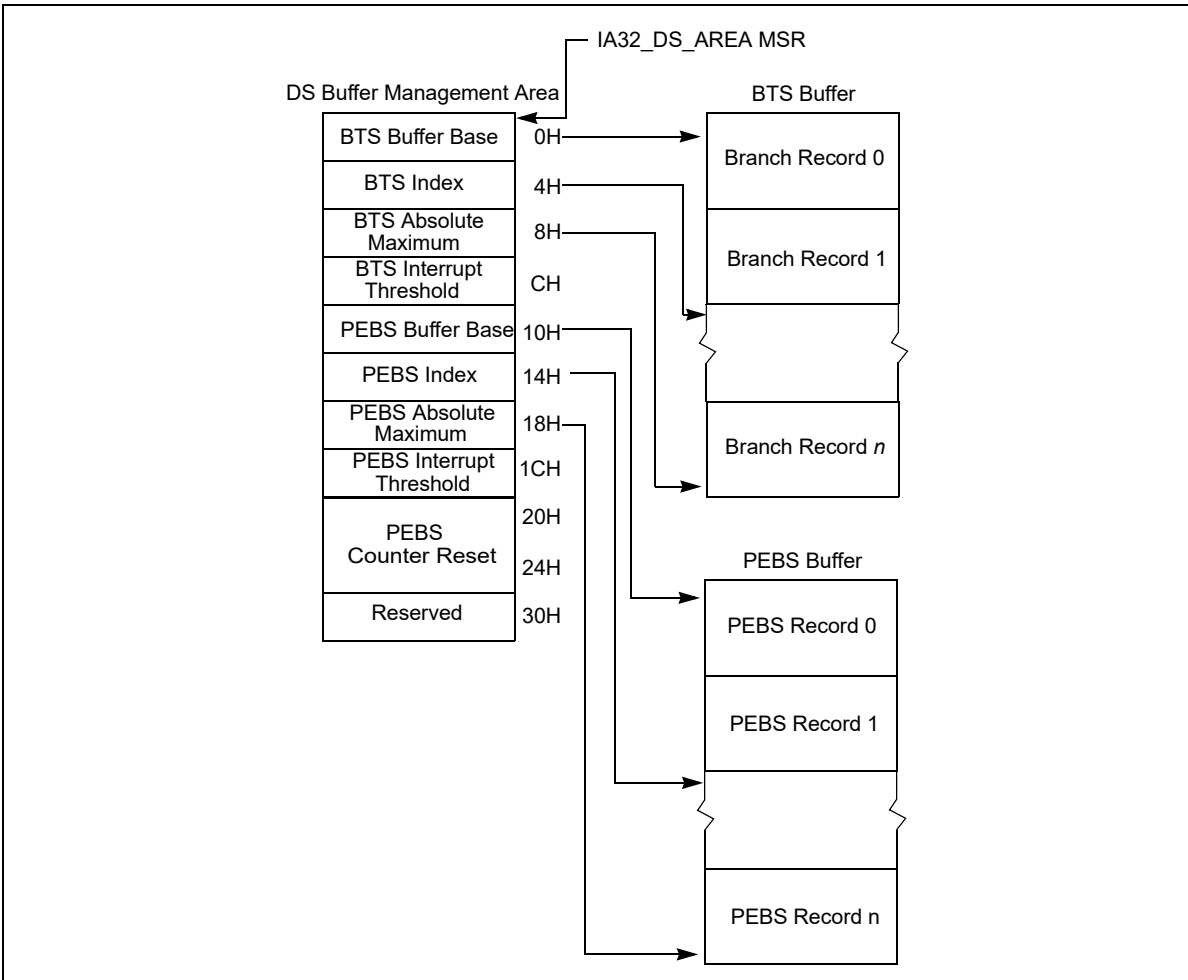 IA32_DS_AREA MSR
DS Buffer Management Area
BTS Buffer Base 0H
BTS Index 4H
BTS Absolute
Maximum 8H
BTS Interrupt
Threshold CH
PEBS Buffer Base 10H
PEBS Index 14H
PEBS Absolute
Maximum 18H
PEBS Interrupt
Threshold 1CH
20H
PEBS
Counter Reset
24H
Reserved 30H
BTS Buffer
Branch Record 0
Branch Record 1
Branch Record n
PEBS Buffer
PEBS Record 0
PEBS Record 1
PEBS Record n